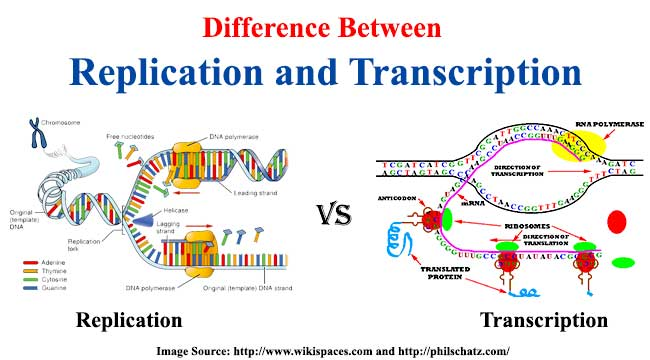 Difference Between
Replication and Transcription
Chromosome
Free nucleotides
DNA polymerase
Leading strand
Helicase
Lagging
strand
Original
(template)
DNA
Replication
fork
Adenine
Thymine
Cytosine
Guanine
DNA polymerase
Original (template) DNA strand
VS
RNA POLYMERASE
DIRECTION OF
TRANSCRIPTION
mRNA
ANTICODON
RIBOSOMES
DIRECTION OF
TRANSLATION
TRANSLATED
PROTEIN
Replication
Transcription
Image Source: http://www.wikispaces.com and http://philschatz.com/